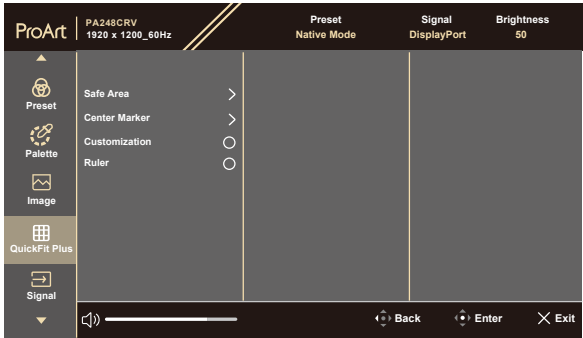 ProArt
PA248CRV
1920 x 1200_60Hz
Preset
Native Mode
Signal
DisplayPort
Brightness
50
Preset
Palette
Image
QuickFit Plus
Signal
Safe Area
Center Marker
Customization
Ruler
Back
Enter
Exit